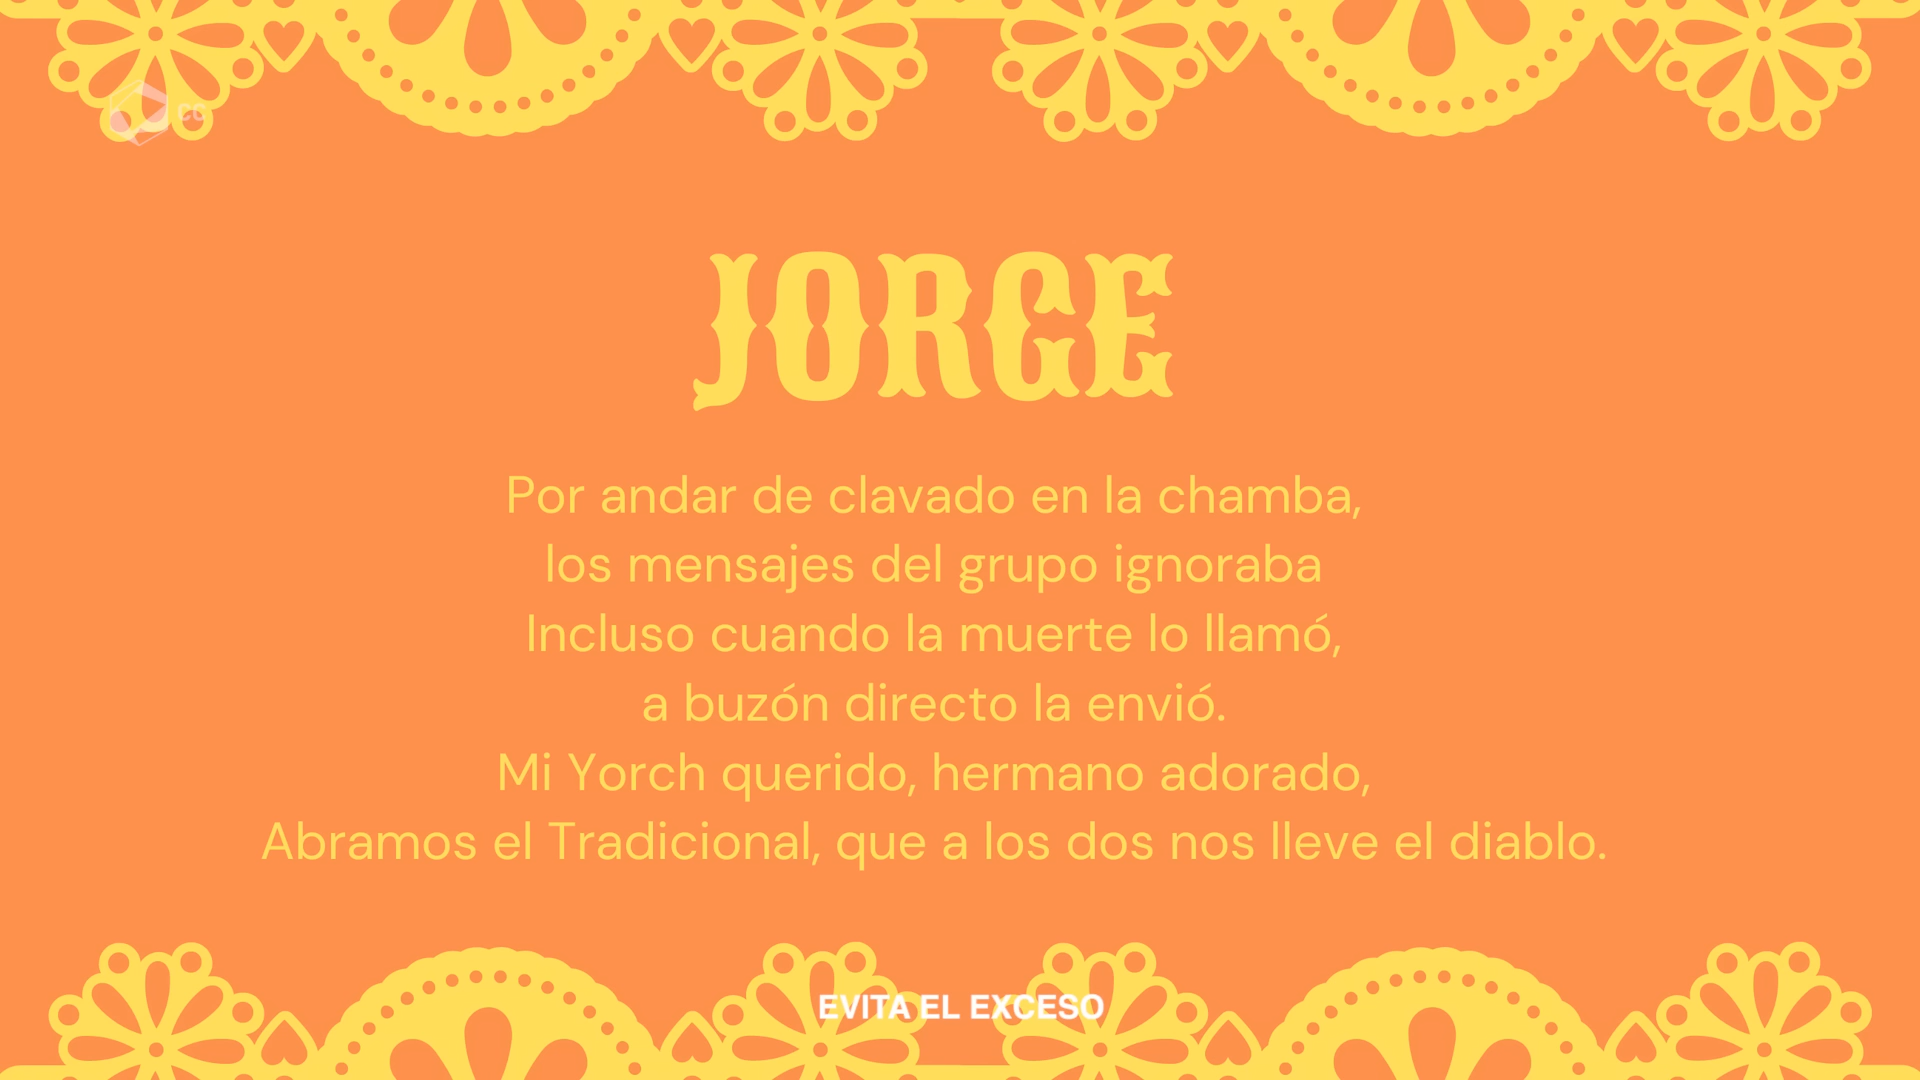 CC
JORGE
Por andar de clavado en la chamba,
los mensajes del grupo ignoraba
Incluso cuando la muerte lo llamó,
a buzón directo la envió.
Mi Yorch querido, hermano adorado,
Abramos el Tradicional, que a los dos nos lleve el diablo.
EVITA EL EXCESO